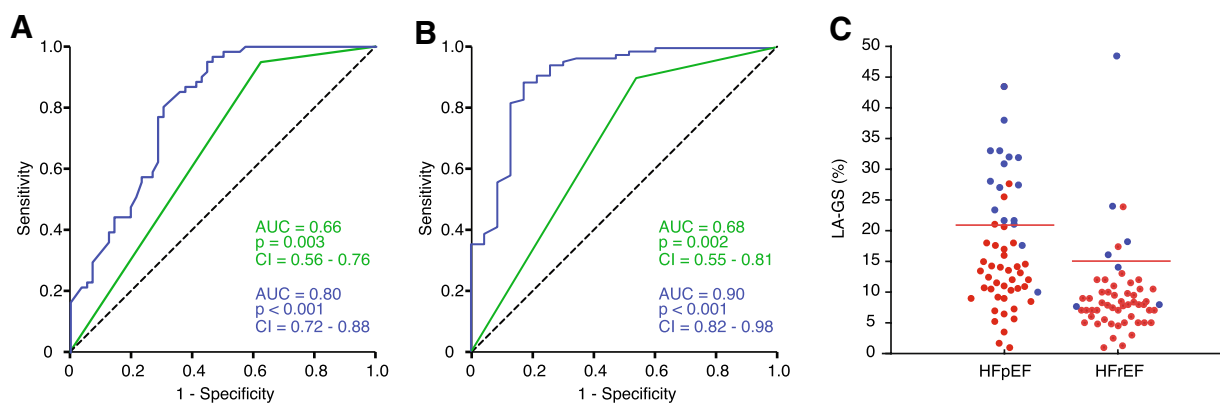 A
Sensitivity
1.0
0.8
0.6
0.4
0.2
0
0
0.2
0.4
0.6
0.8
1.0
1 - Specificity
AUC = 0.66
p = 0.003
CI = 0.56 - 0.76
AUC = 0.80
p < 0.001
CI = 0.72 - 0.88
B
Sensitivity
1.0
0.8
0.6
0.4
0.2
0
0
0.2
0.4
0.6
0.8
1.0
1 - Specificity
AUC = 0.68
p = 0.002
CI = 0.55 - 0.81
AUC = 0.90
p < 0.001
CI = 0.82 - 0.98
C
LA-GS (%)
50
45
40
35
30
25
20
15
10
5
0
HFpEF
HFrEF